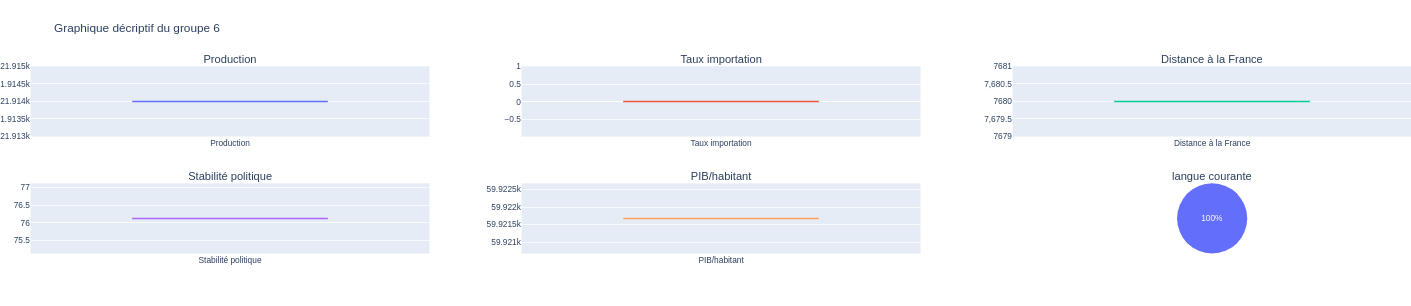 Graphique décriptif du groupe 6
Production
21.915k
1.9145k
21.914k
1.9135k
21.913k
Production
Taux importation
1
0.5
0
−0.5
Taux importation
Distance à la France
7681
7,680.5
7680
7,679.5
7679
Distance à la France
Stabilité politique
77
76.5
76
75.5
Stabilité politique
PIB/habitant
59.9225k
59.922k
59.9215k
59.921k
PIB/habitant
langue courante
100%